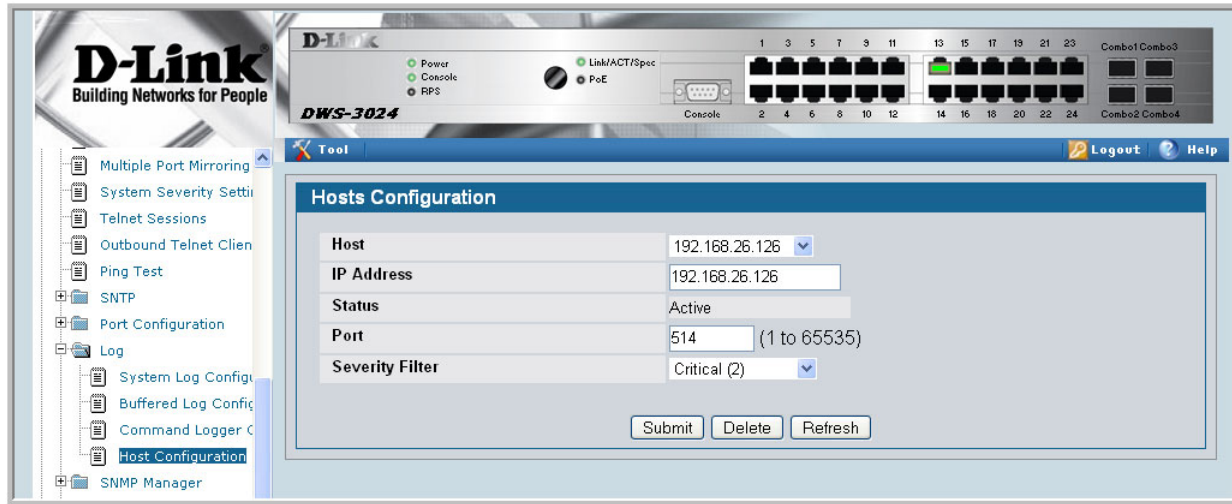 D-Link
Building Networks for People
D-Link
Power
Console
RPS
Link/ACT/Spec
PoE
DWS-3024
Console
1 3 5 7 9 11 13 15 17 19 21 23 Combo1 Combo3
2 4 6 8 10 12 14 16 18 20 22 24 Combo2 Combo4
Tool
Logout
Help
Multiple Port Mirroring
System Severity Setti
Telnet Sessions
Outbound Telnet Clien
Ping Test
SNTP
Port Configuration
Log
System Log Configu
Buffered Log Config
Command Logger C
Host Configuration
SNMP Manager
Hosts Configuration
Host 192.168.26.126
IP Address 192.168.26.126
Status Active
Port 514 (1 to 65535)
Severity Filter Critical (2)
Submit Delete Refresh